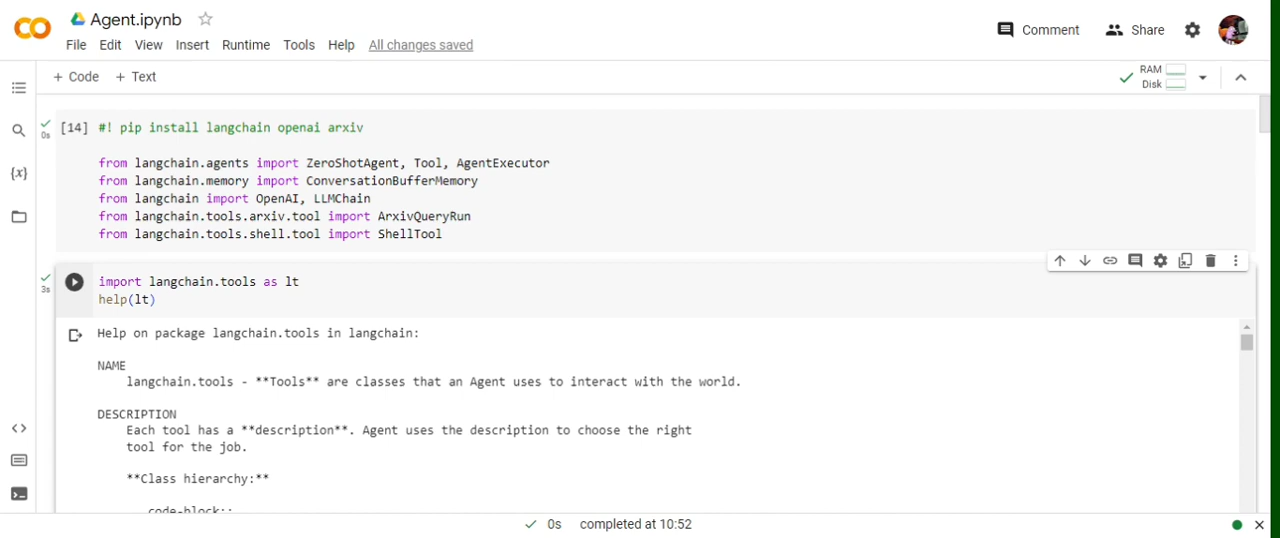 Agent.ipynb
File Edit View Insert Runtime Tools Help All changes saved
Comment Share
+ Code + Text
RAM
Disk
[14] #! pip install langchain openai arxiv
0s
from langchain.agents import ZeroShotAgent, Tool, AgentExecutor
from langchain.memory import ConversationBufferMemory
from langchain import OpenAI, LLMChain
from langchain.tools.arxiv.tool import ArxivQueryRun
from langchain.tools.shell.tool import ShellTool
{x}
3s
import langchain.tools as lt
help(lt)
Help on package langchain.tools in langchain:
NAME
langchain.tools - **Tools** are classes that an Agent uses to interact with the world.
DESCRIPTION
Each tool has a **description**. Agent uses the description to choose the right
tool for the job.
**Class hierarchy:**
code-block::
0s completed at 10:52